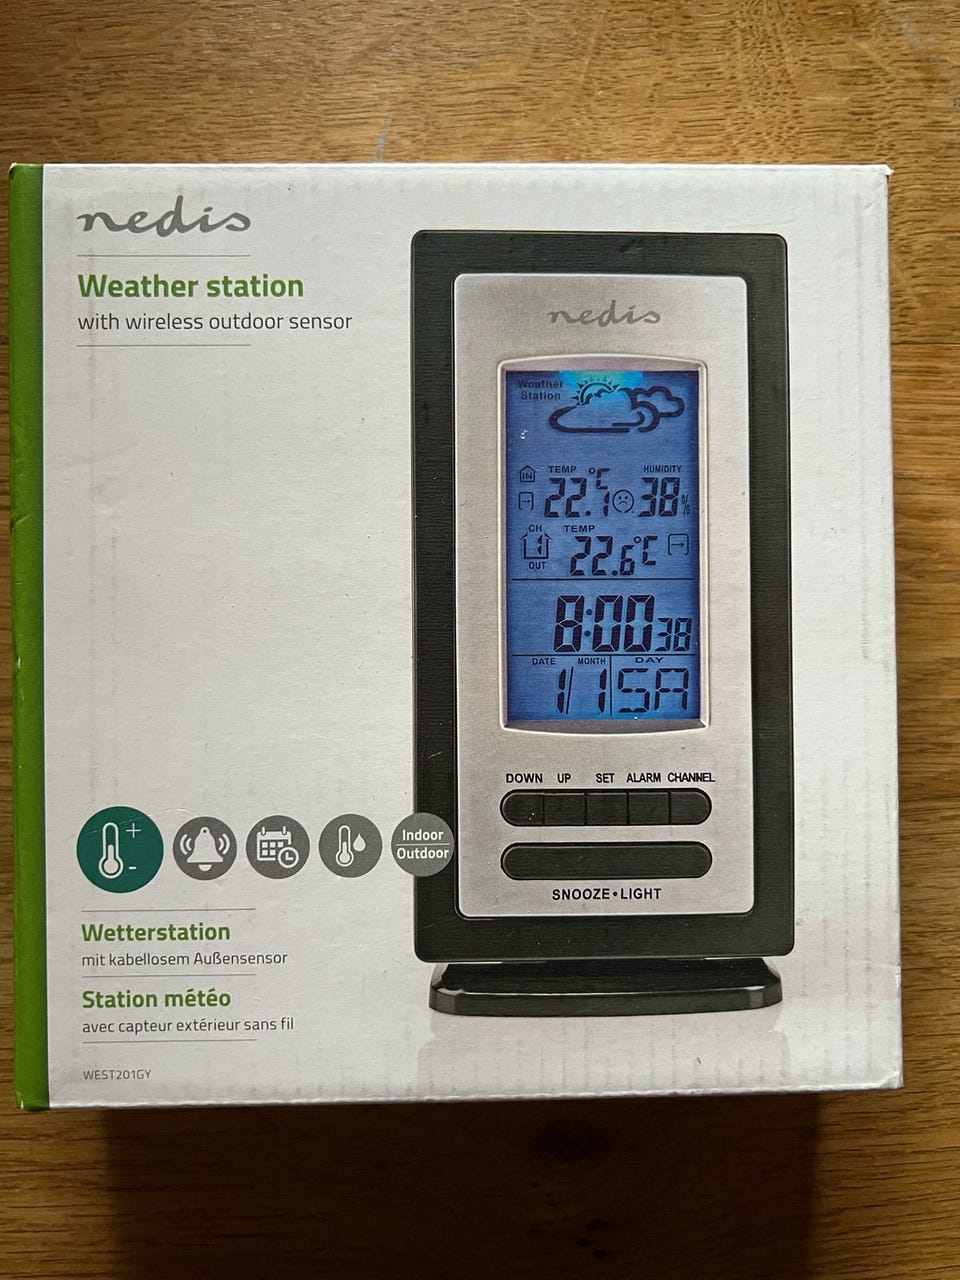 nedis
Weather station
with wireless outdoor sensor
nedis
Weather
Station
IN TEMP °C HUMIDITY
22.1 38%
CH TEMP
1 22.6°C
OUT
8:00 38
DATE MONTH DAY
1/ 1 SA
DOWN UP SET ALARM CHANNEL
SNOOZE•LIGHT
+
-
Indoor
Outdoor
Wetterstation
mit kabellosem Außensensor
Station météo
avec capteur extérieur sans fil
WEST201GY